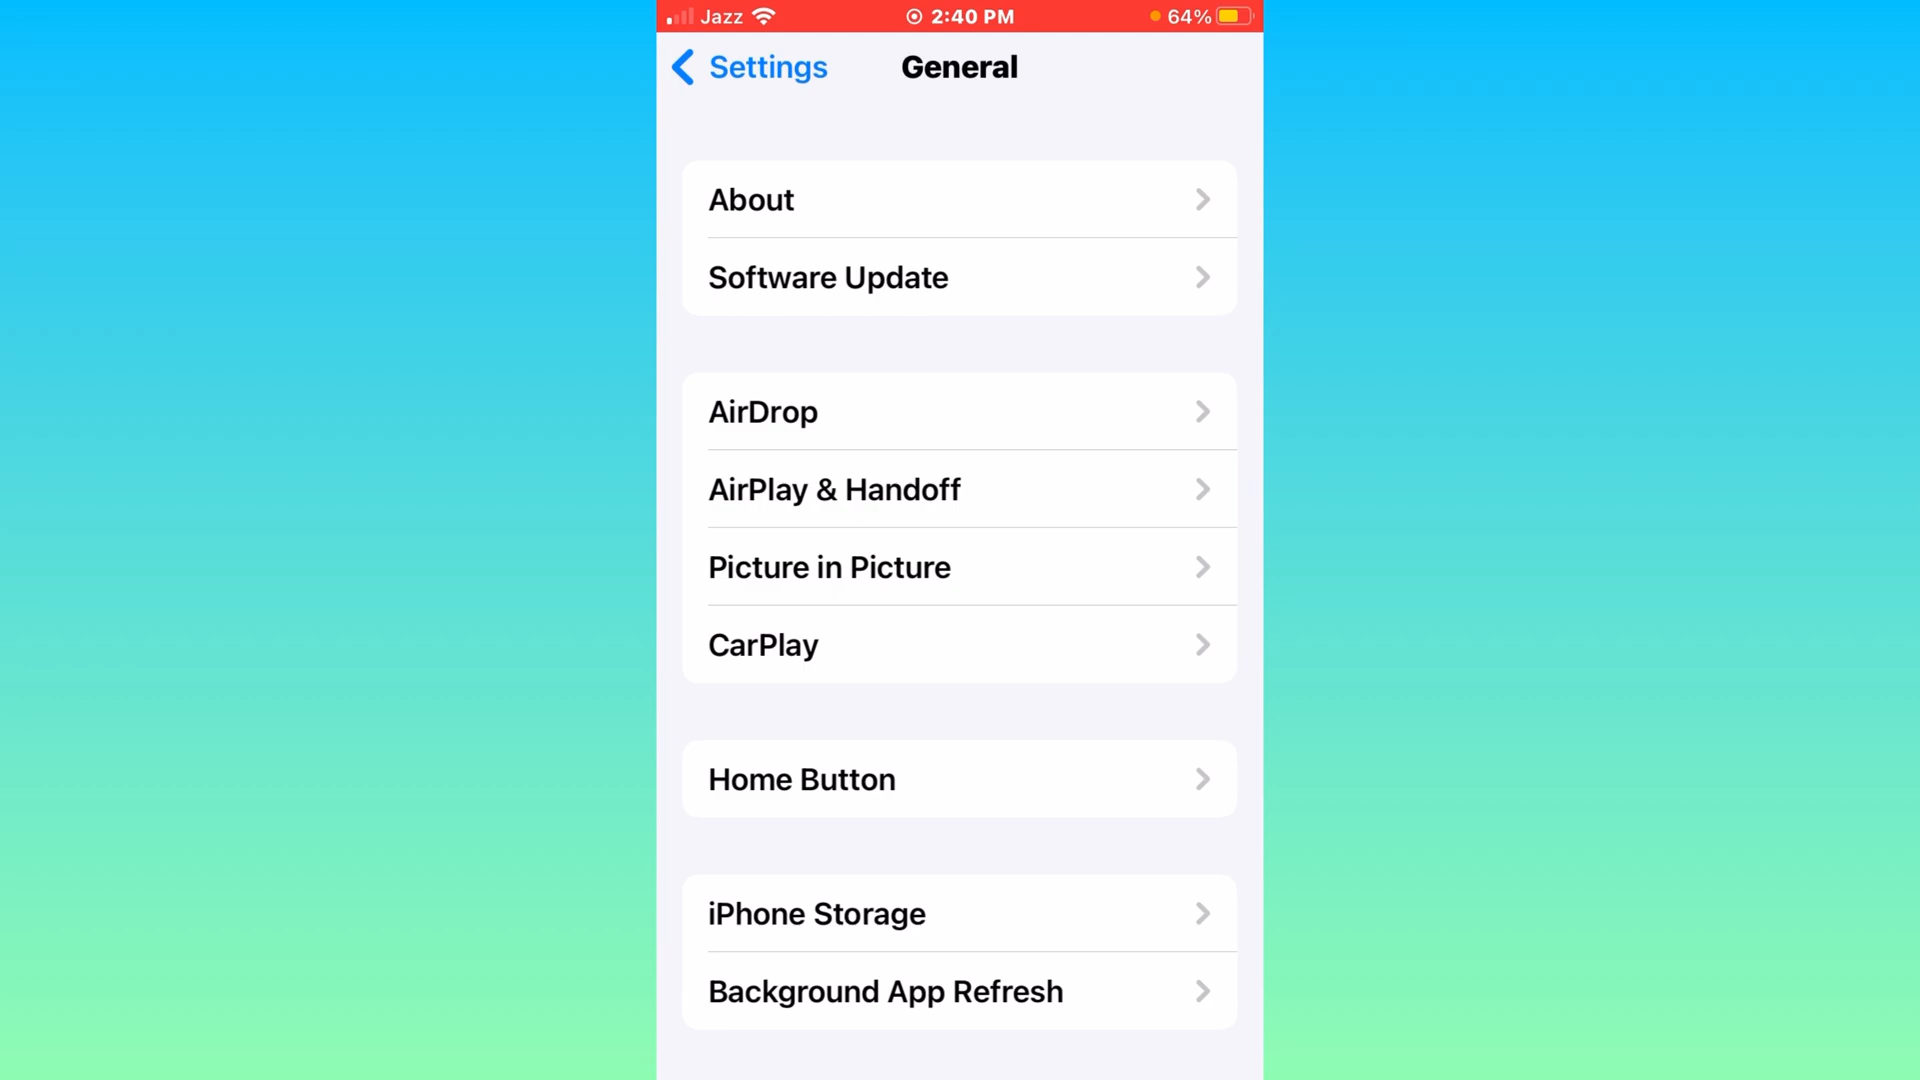 Jazz 2:40 PM 64%
Settings General
About
Software Update
AirDrop
AirPlay & Handoff
Picture in Picture
CarPlay
Home Button
iPhone Storage
Background App Refresh